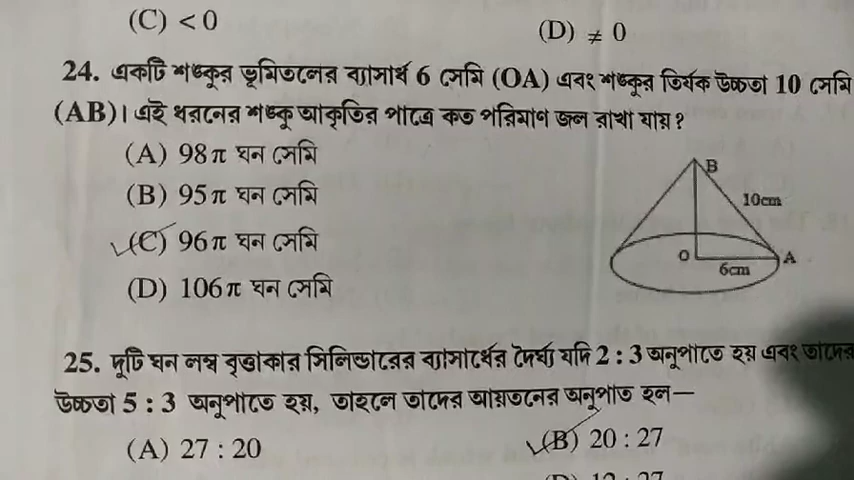 (C) < 0
(D) ≠ 0
24. একটি শঙ্কুর ভূমিতলের ব্যাসার্ধ 6 সেমি (OA) এবং শঙ্কুর তির্যক উচ্চতা 10 সেমি
(AB)। এই ধরনের শঙ্কু আকৃতির পাত্রে কত পরিমাণ জল রাখা যায়?
(A) 98π ঘন সেমি
(B) 95π ঘন সেমি
(C) 96π ঘন সেমি
(D) 106π ঘন সেমি
B
10cm
O
A
6cm
25. দুটি ঘন লম্ব বৃত্তাকার সিলিন্ডারের ব্যাসার্ধের দৈর্ঘ্য যদি 2 : 3 অনুপাতে হয় এবং তাদের
উচ্চতা 5 : 3 অনুপাতে হয়, তাহলে তাদের আয়তনের অনুপাত হল—
(A) 27 : 20
(B) 20 : 27